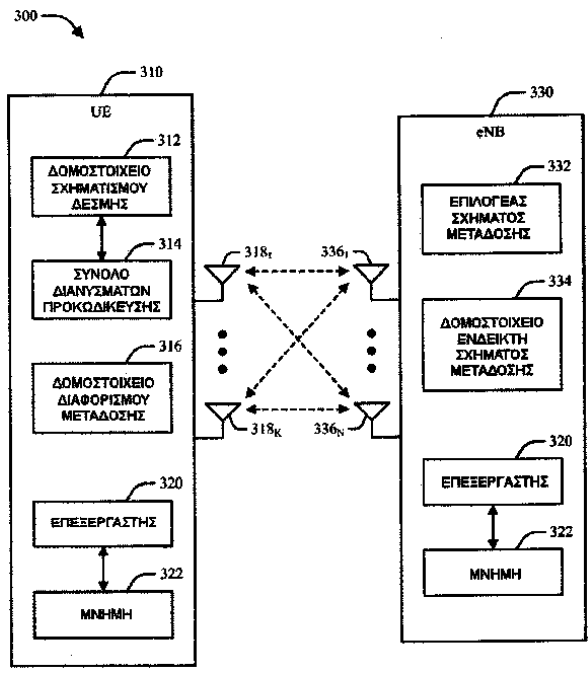 300
310
UE
312
ΔΟΜΟΣΤΟΙΧΕΙΟ
ΣΧΗΜΑΤΙΣΜΟΥ
ΔΕΣΜΗΣ
314
ΣΥΝΟΛΟ
ΔΙΑΝΥΣΜΑΤΩΝ
ΠΡΟΚΩΔΙΚΕΥΣΗΣ
316
ΔΟΜΟΣΤΟΙΧΕΙΟ
ΔΙΑΦΟΡΙΣΜΟΥ
ΜΕΤΑΔΟΣΗΣ
320
ΕΠΕΞΕΡΓΑΣΤΗΣ
322
ΜΝΗΜΗ
318₁
336₁
318K
336N
330
eNB
332
ΕΠΙΛΟΓΕΑΣ
ΣΧΗΜΑΤΟΣ
ΜΕΤΑΔΟΣΗΣ
334
ΔΟΜΟΣΤΟΙΧΕΙΟ
ΕΝΔΕΙΚΤΗ
ΣΧΗΜΑΤΟΣ
ΜΕΤΑΔΟΣΗΣ
320
ΕΠΕΞΕΡΓΑΣΤΗΣ
322
ΜΝΗΜΗ